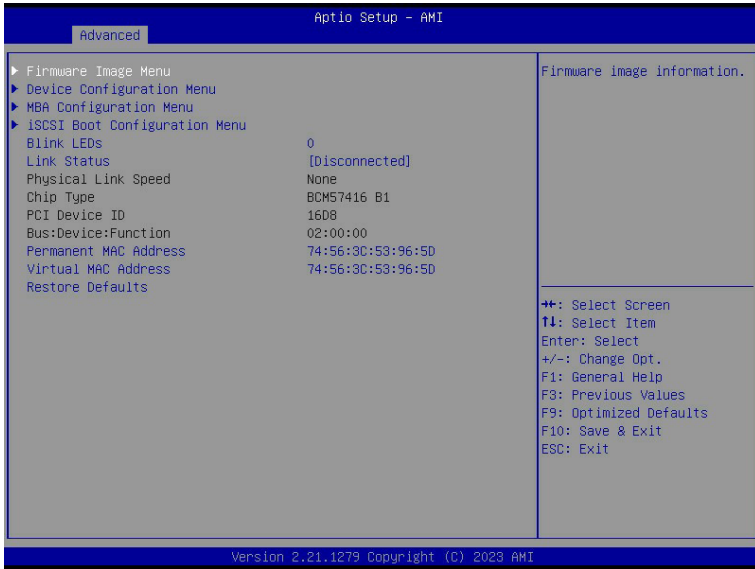 Aptio Setup – AMI
Advanced
▶ Firmware Image Menu
▶ Device Configuration Menu
▶ MBA Configuration Menu
▶ iSCSI Boot Configuration Menu
Blink LEDs 0
Link Status [Disconnected]
Physical Link Speed None
Chip Type BCM57416 B1
PCI Device ID 16D8
Bus:Device:Function 02:00:00
Permanent MAC Address 74:56:3C:53:96:5D
Virtual MAC Address 74:56:3C:53:96:5D
Restore Defaults
Firmware image information.
→←: Select Screen
↑↓: Select Item
Enter: Select
+/-: Change Opt.
F1: General Help
F3: Previous Values
F9: Optimized Defaults
F10: Save & Exit
ESC: Exit
Version 2.21.1279 Copyright (C) 2023 AMI